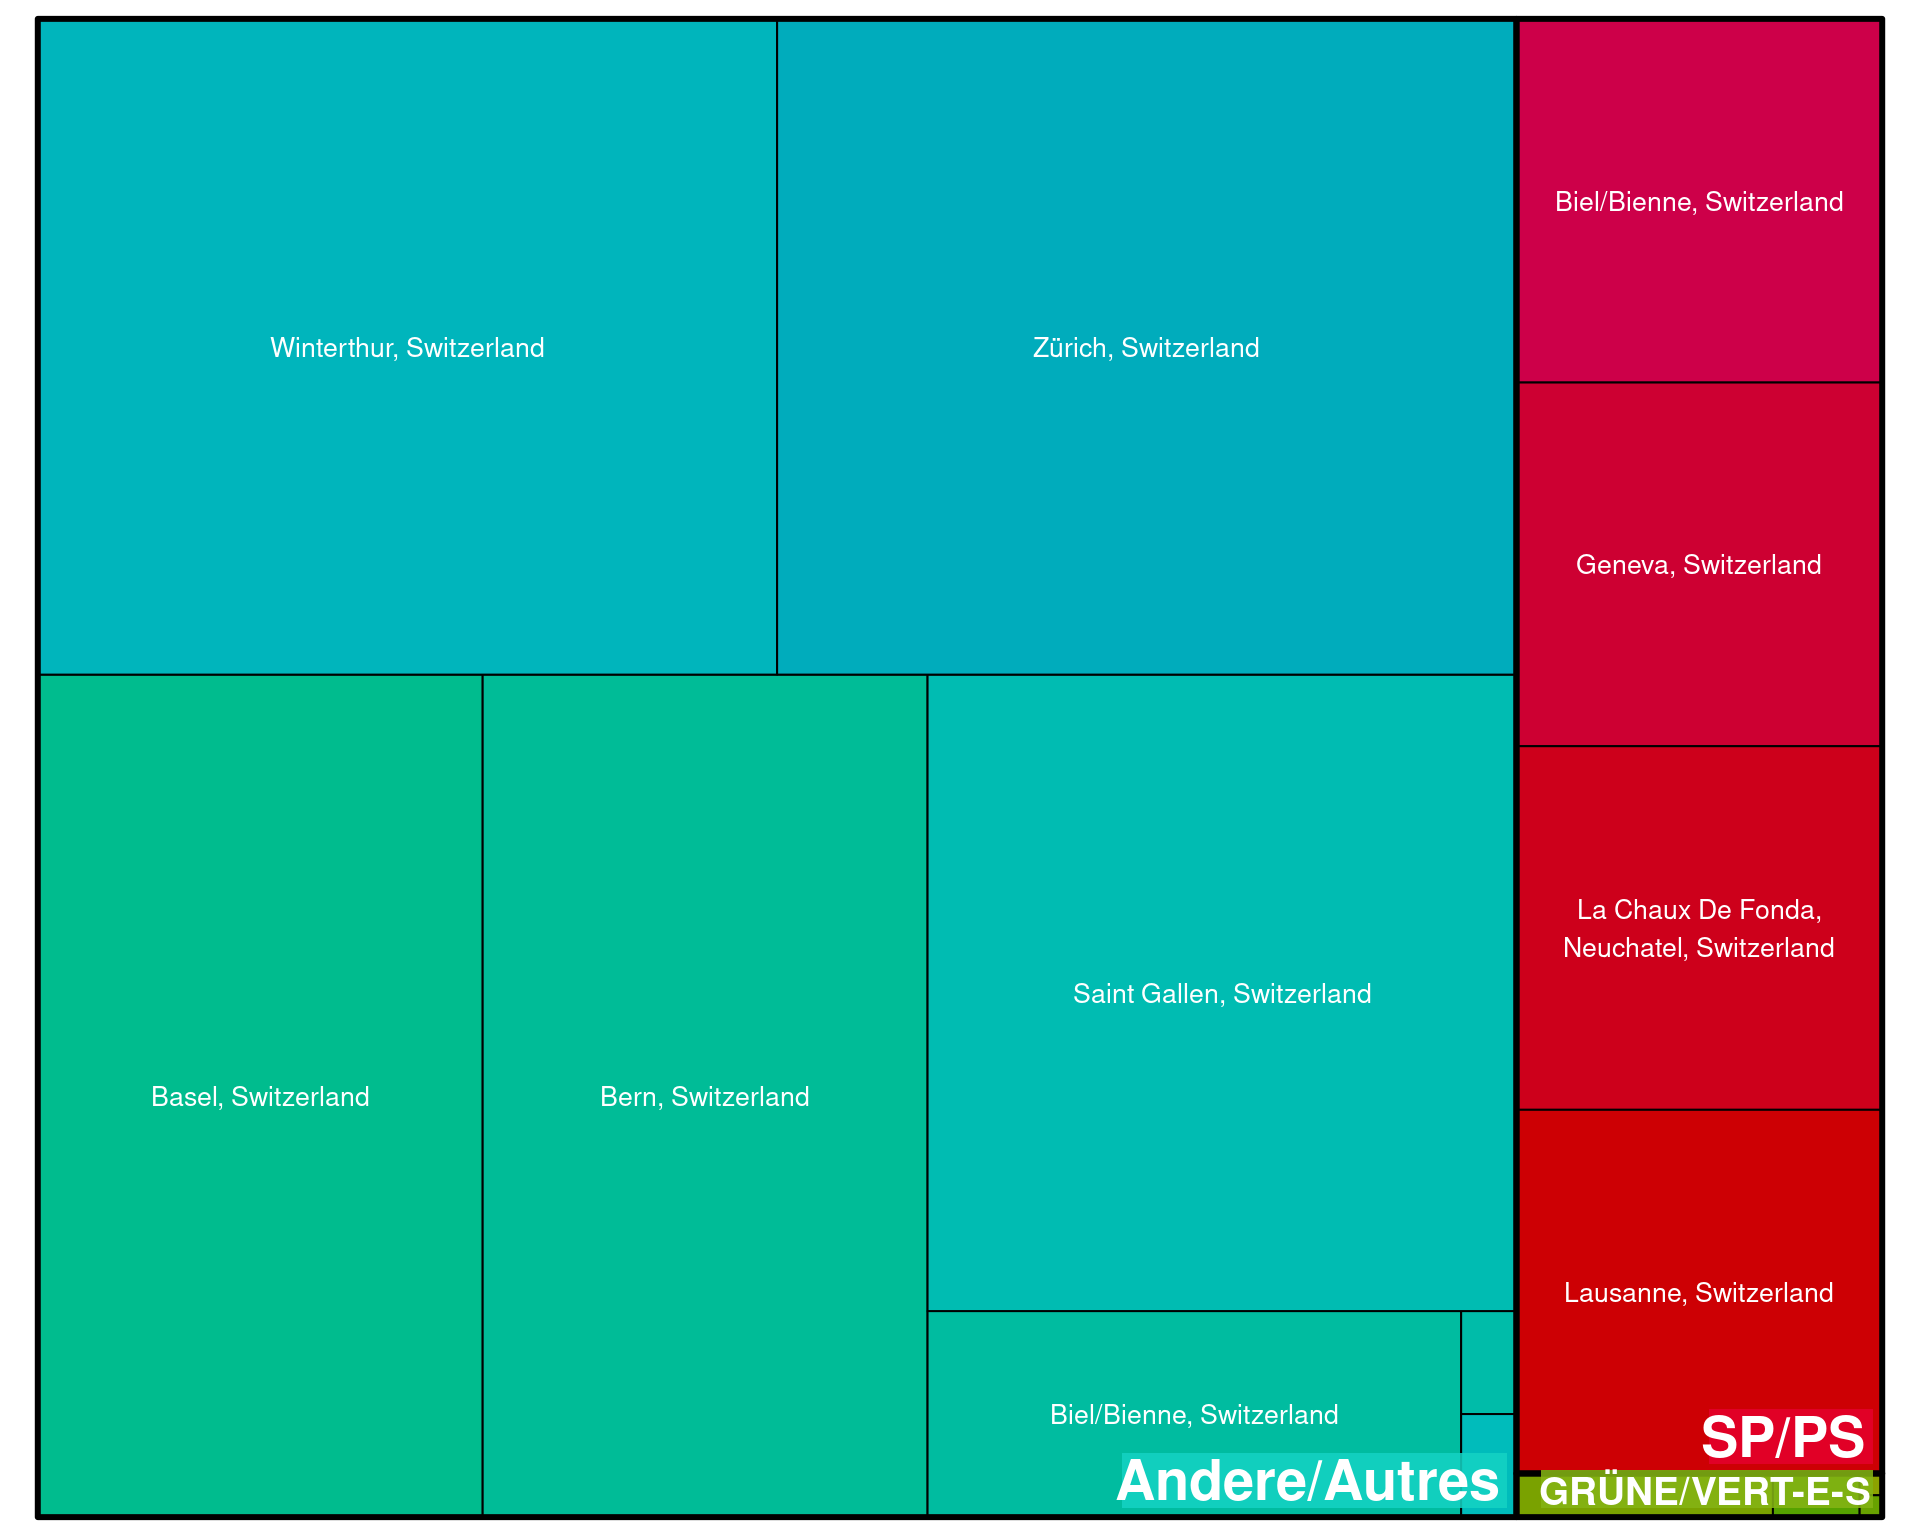 Winterthur, Switzerland
Zürich, Switzerland
Biel/Bienne, Switzerland
Geneva, Switzerland
La Chaux De Fonda,
Neuchatel, Switzerland
Saint Gallen, Switzerland
Basel, Switzerland
Bern, Switzerland
Lausanne, Switzerland
Biel/Bienne, Switzerland
SP/PS
Andere/Autres
GRÜNE/VERT-E-S